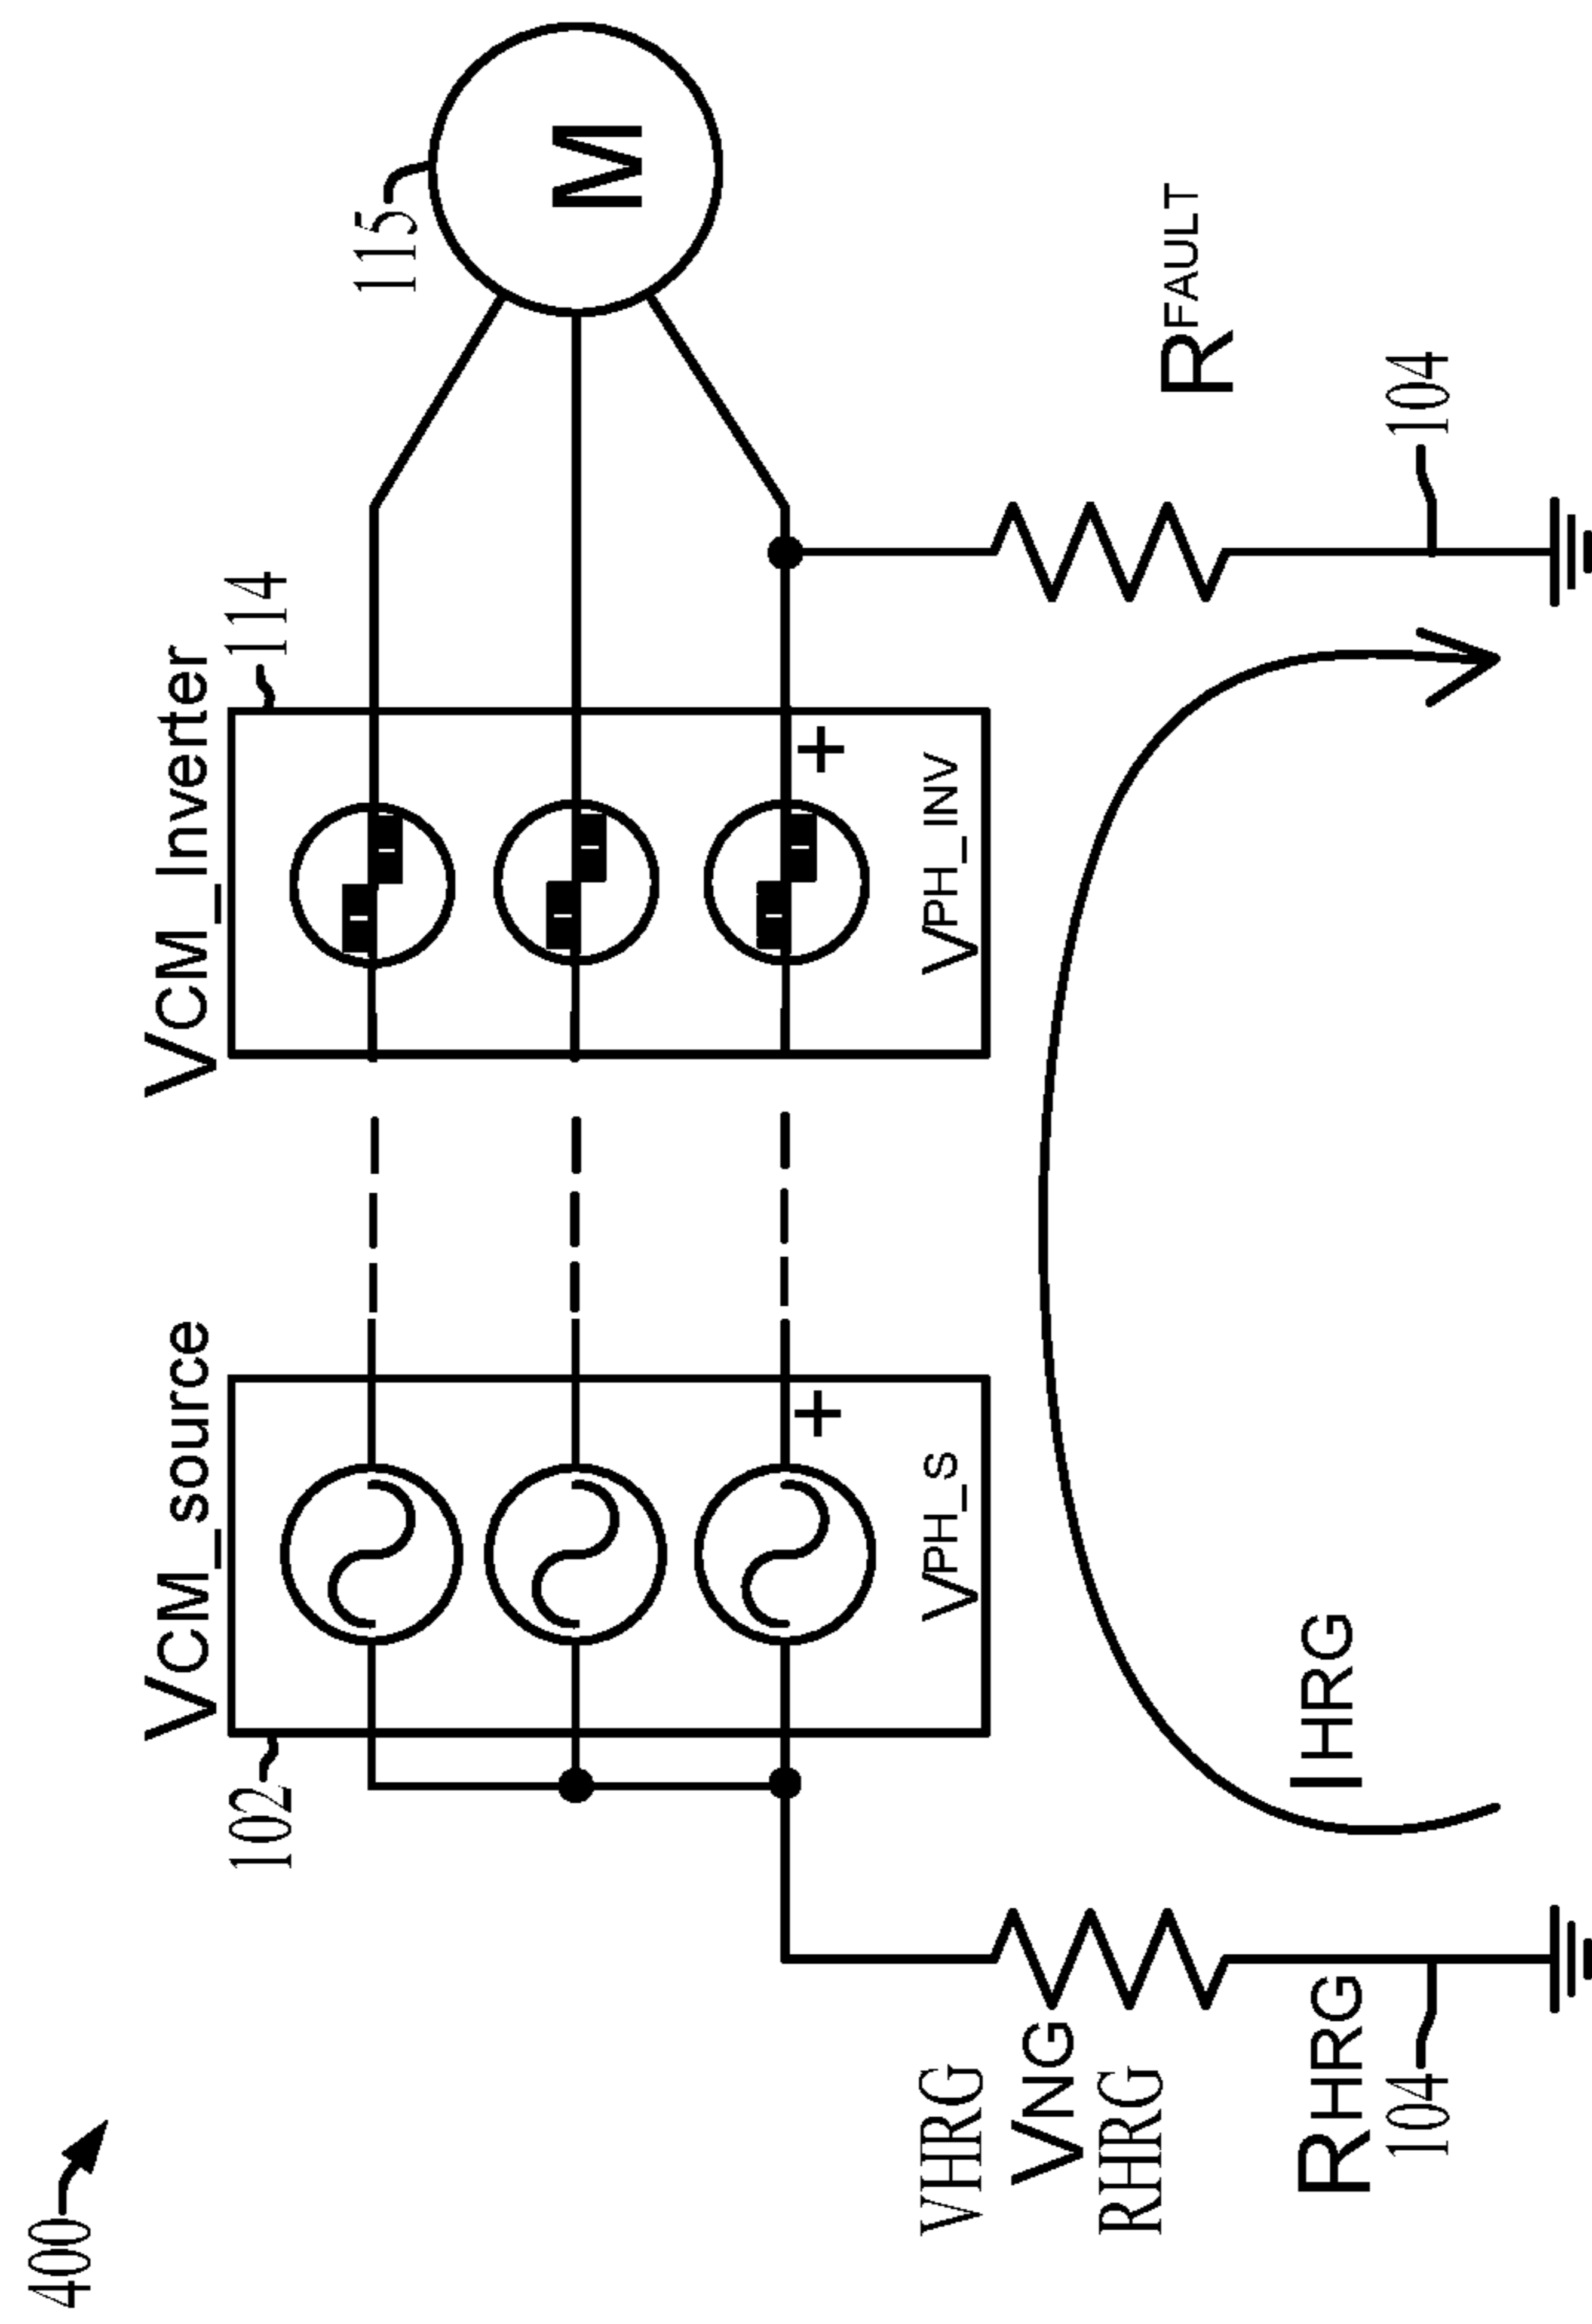 400
VCM_source
VCM_Inverter
102
114
115
M
+
+
VPH_S
VPH_INV
VHRG
VNG
RHRG
RHRG
IHRG
RFAULT
104
104